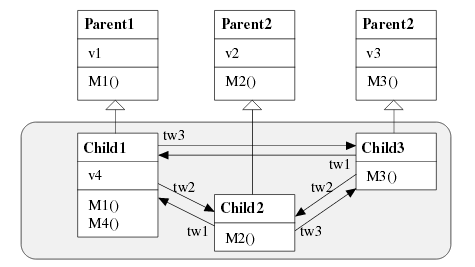 Parent1
v1
M1()
Parent2
v2
M2()
Parent2
v3
M3()
Child1
v4
M1()
M4()
Child2
M2()
Child3
M3()
tw3
tw1
tw2
tw1
tw2
tw3